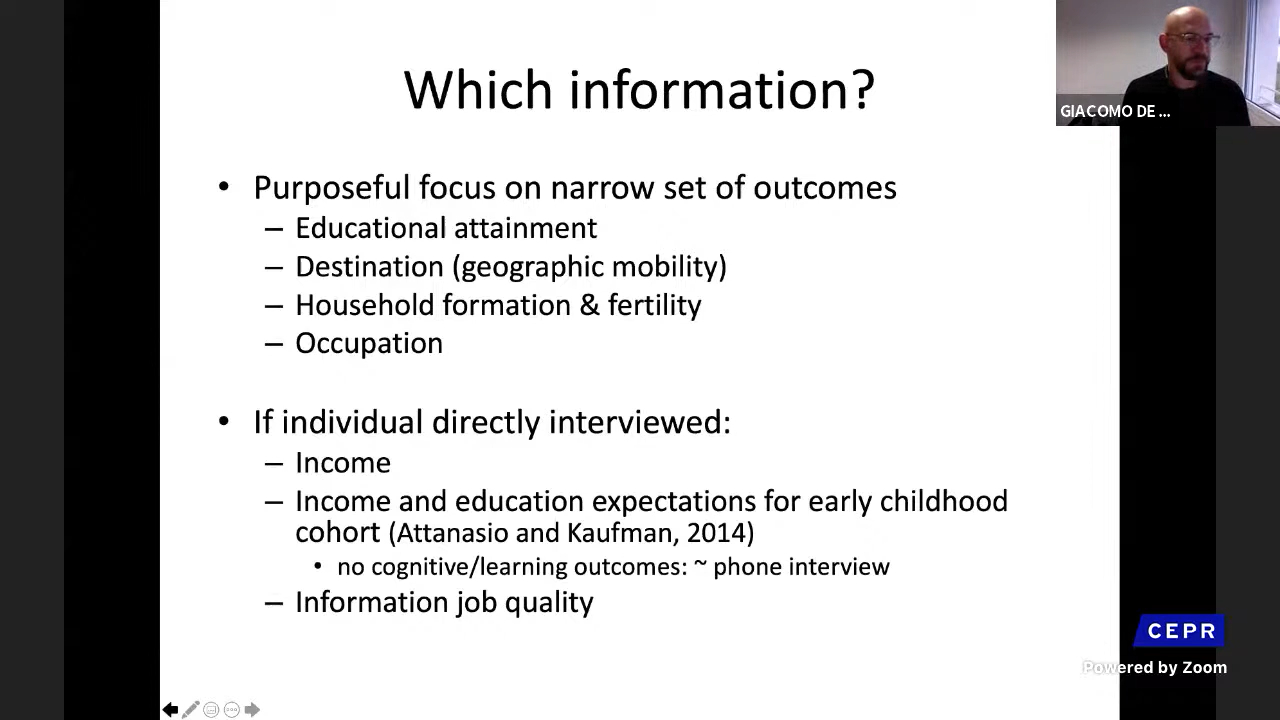 Which information?
GIACOMO DE ...
• Purposeful focus on narrow set of outcomes
– Educational attainment
– Destination (geographic mobility)
– Household formation & fertility
– Occupation
• If individual directly interviewed:
– Income
– Income and education expectations for early childhood
cohort (Attanasio and Kaufman, 2014)
• no cognitive/learning outcomes: ~ phone interview
– Information job quality
CEPR
Powered by Zoom